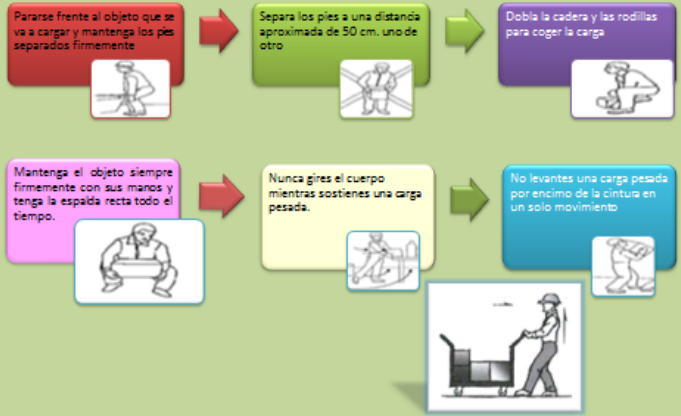 Pararse frente al objeto que se
va a cargar y mantenga los pies
separados firmemente
Separa los pies a una distancia
aproximada de 50 cm. uno de
otro
Dobla la cadera y las rodillas
para coger la carga
Mantenga el objeto siempre
firmemente con sus manos y
tenga la espalda recta todo el
tiempo.
Nunca gires el cuerpo
mientras sostienes una carga
pesada.
No levantes una carga pesada
por encimo de la cintura en
un solo movimiento